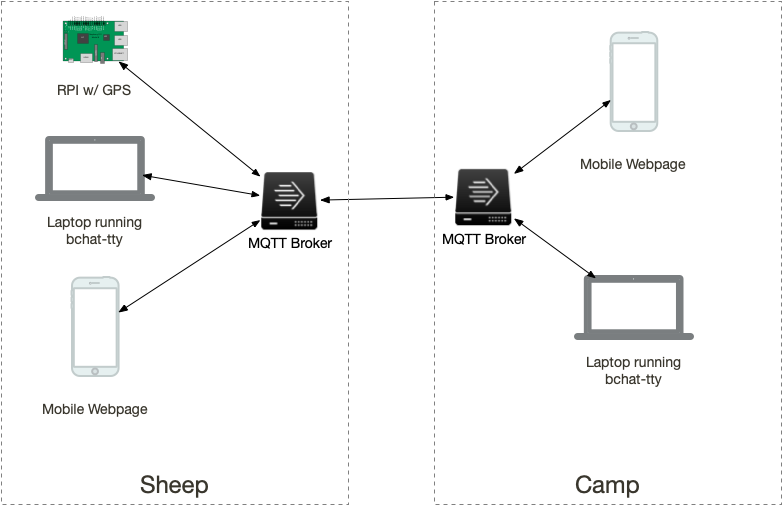 RPI w/ GPS
Laptop running
bchat-tty
MQTT Broker
Mobile Webpage
Sheep
Mobile Webpage
MQTT Broker
Laptop running
bchat-tty
Camp